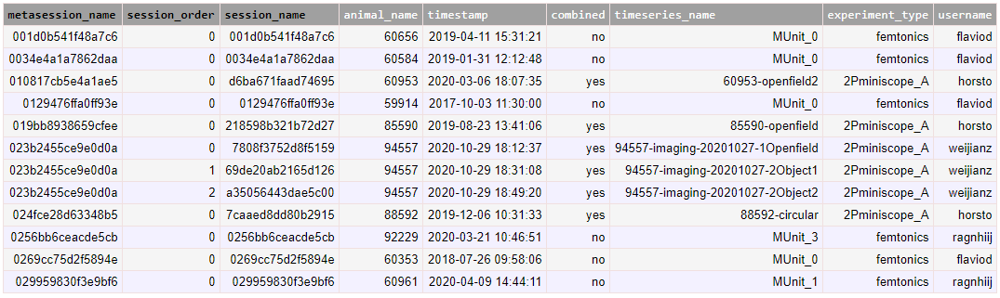 metasession_name session_order session_name animal_name timestamp combined timeseries_name experiment_type username
001d0b541f48a7c6 0 001d0b541f48a7c6 60656 2019-04-11 15:31:21 no MUnit_0 femtonics flaviod
0034e4a1a7862daa 0 0034e4a1a7862daa 60584 2019-01-31 12:12:48 no MUnit_0 femtonics flaviod
010817cb5e4a1ae5 0 d6ba671faad74695 60953 2020-03-06 18:07:35 yes 60953-openfield2 2Pminiscope_A horsto
0129476ffa0ff93e 0 0129476ffa0ff93e 59914 2017-10-03 11:30:00 no MUnit_0 femtonics flaviod
019bb8938659cfee 0 218598b321b72d27 85590 2019-08-23 13:41:06 yes 85590-openfield 2Pminiscope_A horsto
023b2455ce9e0d0a 0 7808f3752d8f5159 94557 2020-10-29 18:12:37 yes 94557-imaging-20201027-1Openfield 2Pminiscope_A weijianz
023b2455ce9e0d0a 1 69de20ab2165d126 94557 2020-10-29 18:31:08 yes 94557-imaging-20201027-2Object1 2Pminiscope_A weijianz
023b2455ce9e0d0a 2 a35056443dae5c00 94557 2020-10-29 18:49:20 yes 94557-imaging-20201027-2Object2 2Pminiscope_A weijianz
024fce28d63348b5 0 7caaed8dd80b2915 88592 2019-12-06 10:31:33 yes 88592-circular 2Pminiscope_A horsto
0256bb6ceacde5cb 0 0256bb6ceacde5cb 92229 2020-03-21 10:46:51 no MUnit_3 femtonics ragnhiij
0269cc75d2f5894e 0 0269cc75d2f5894e 60353 2018-07-26 09:58:06 no MUnit_0 femtonics flaviod
029959830f3e9bf6 0 029959830f3e9bf6 60961 2020-04-09 14:44:11 no MUnit_1 femtonics ragnhiij